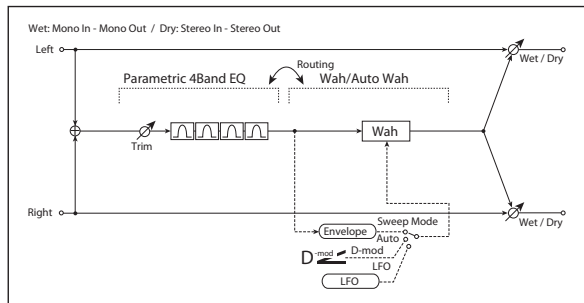 Wet: Mono In - Mono Out / Dry: Stereo In - Stereo Out
Left
Wet / Dry
Routing
Parametric 4Band EQ
Wah/Auto Wah
Trim
Wah
Right
Wet / Dry
Sweep Mode
Envelope
Auto
D-mod
D-mod
LFO
LFO